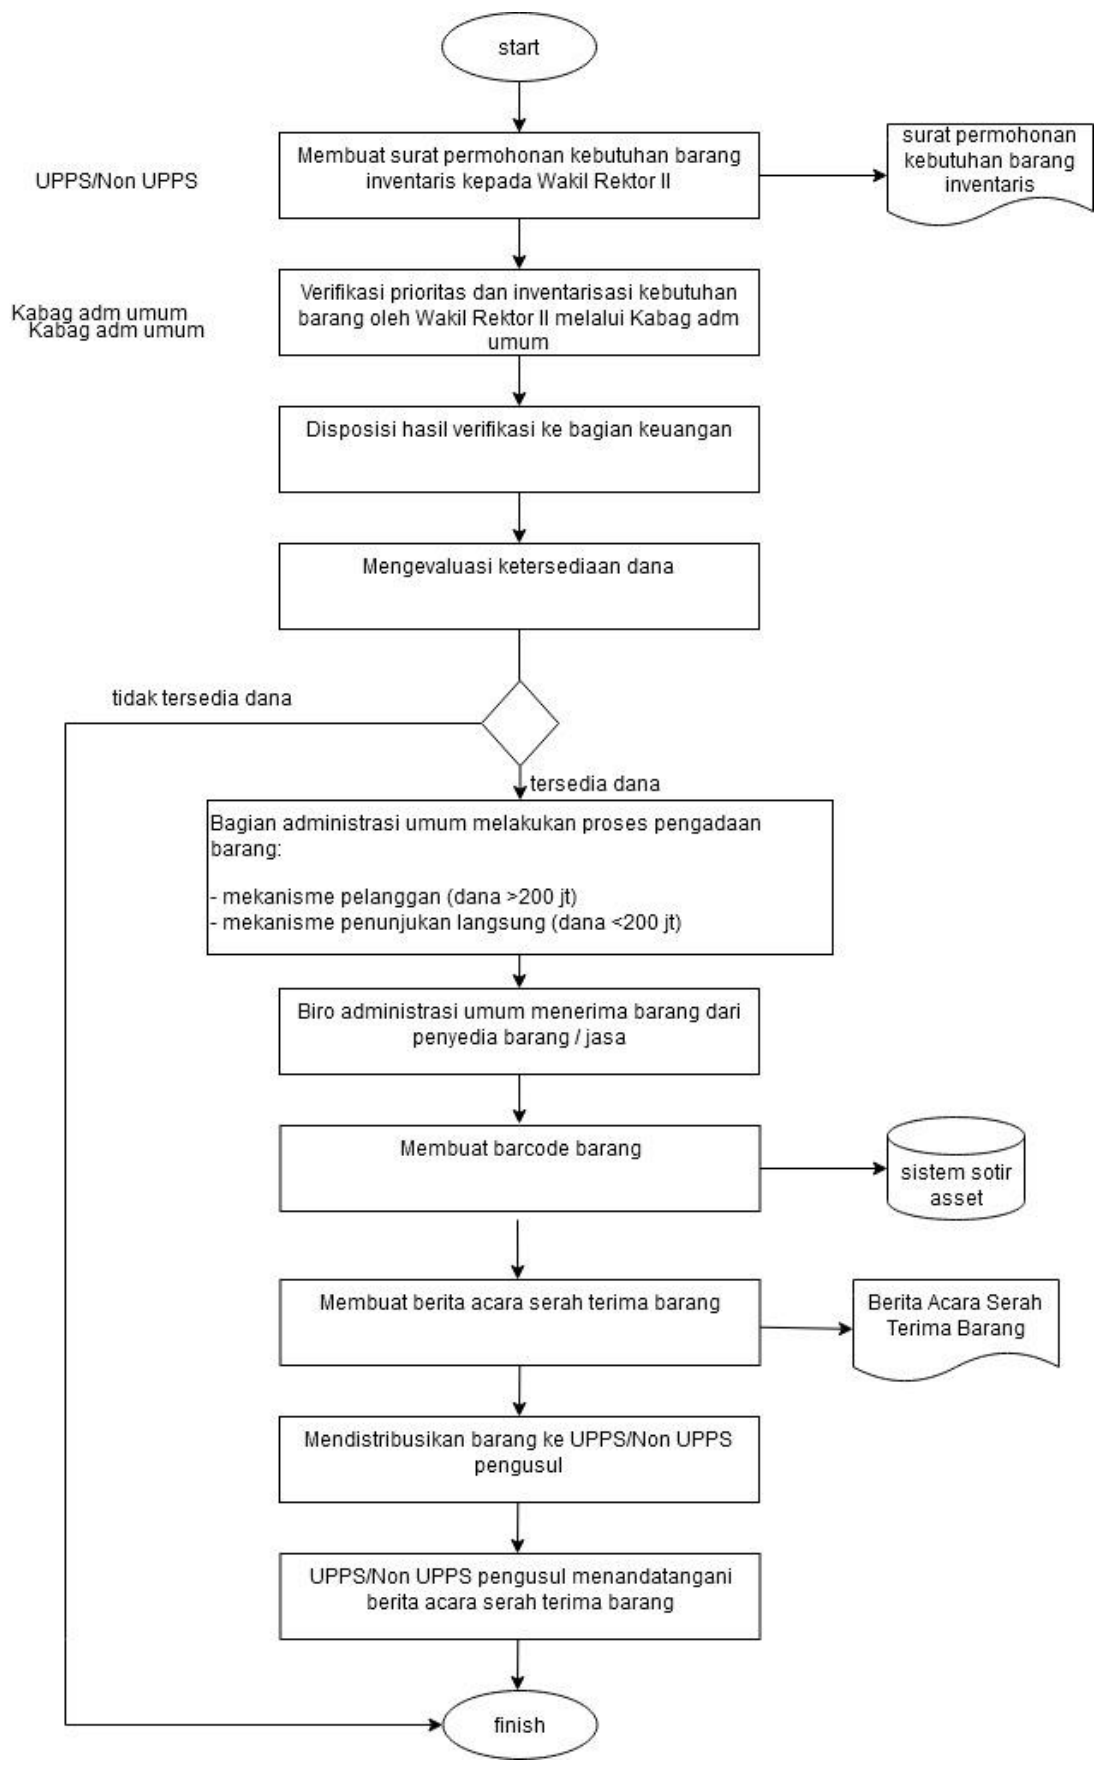 start
Membuat surat permohonan kebutuhan barang
inventaris kepada Wakil Rektor II
surat permohonan
kebutuhan barang
inventaris
UPPS/Non UPPS
Verifikasi prioritas dan inventarisasi kebutuhan
barang oleh Wakil Rektor II melalui Kabag adm
umum
Kabag adm umum
Kabag adm umum
Disposisi hasil verifikasi ke bagian keuangan
Mengevaluasi ketersediaan dana
tidak tersedia dana
tersedia dana
Bagian administrasi umum melakukan proses pengadaan
barang:
- mekanisme pelanggan (dana >200 jt)
- mekanisme penunjukan langsung (dana <200 jt)
Biro administrasi umum menerima barang dari
penyedia barang / jasa
Membuat barcode barang
sistem sotir
asset
Membuat berita acara serah terima barang
Berita Acara Serah
Terima Barang
Mendistribusikan barang ke UPPS/Non UPPS
pengusul
UPPS/Non UPPS pengusul menandatangani
berita acara serah terima barang
finish